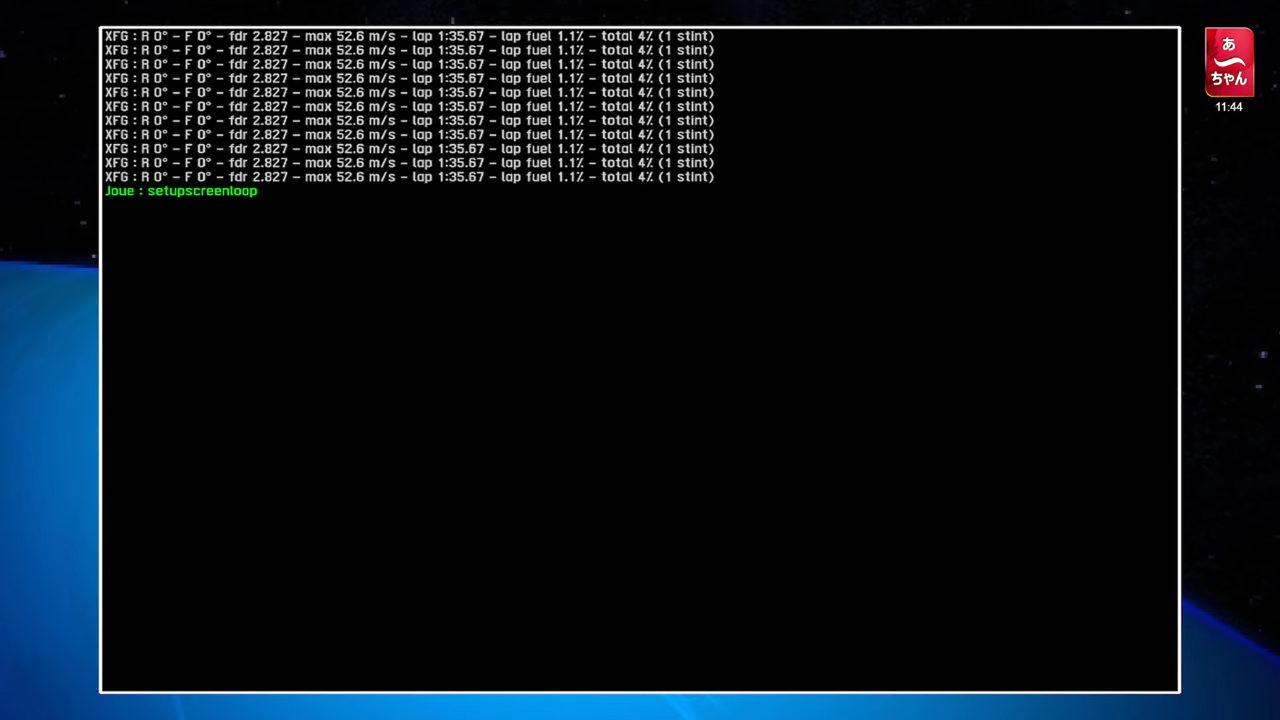 XFG : R 0° – F 0° – fdr 2.827 – max 52.6 m/s – lap 1:35.67 – lap fuel 1.1% – total 4% (1 stint)
XFG : R 0° – F 0° – fdr 2.827 – max 52.6 m/s – lap 1:35.67 – lap fuel 1.1% – total 4% (1 stint)
XFG : R 0° – F 0° – fdr 2.827 – max 52.6 m/s – lap 1:35.67 – lap fuel 1.1% – total 4% (1 stint)
XFG : R 0° – F 0° – fdr 2.827 – max 52.6 m/s – lap 1:35.67 – lap fuel 1.1% – total 4% (1 stint)
XFG : R 0° – F 0° – fdr 2.827 – max 52.6 m/s – lap 1:35.67 – lap fuel 1.1% – total 4% (1 stint)
XFG : R 0° – F 0° – fdr 2.827 – max 52.6 m/s – lap 1:35.67 – lap fuel 1.1% – total 4% (1 stint)
XFG : R 0° – F 0° – fdr 2.827 – max 52.6 m/s – lap 1:35.67 – lap fuel 1.1% – total 4% (1 stint)
XFG : R 0° – F 0° – fdr 2.827 – max 52.6 m/s – lap 1:35.67 – lap fuel 1.1% – total 4% (1 stint)
XFG : R 0° – F 0° – fdr 2.827 – max 52.6 m/s – lap 1:35.67 – lap fuel 1.1% – total 4% (1 stint)
XFG : R 0° – F 0° – fdr 2.827 – max 52.6 m/s – lap 1:35.67 – lap fuel 1.1% – total 4% (1 stint)
XFG : R 0° – F 0° – fdr 2.827 – max 52.6 m/s – lap 1:35.67 – lap fuel 1.1% – total 4% (1 stint)
Joue : setupscreenloop
あ
ー
ちゃん
11:44